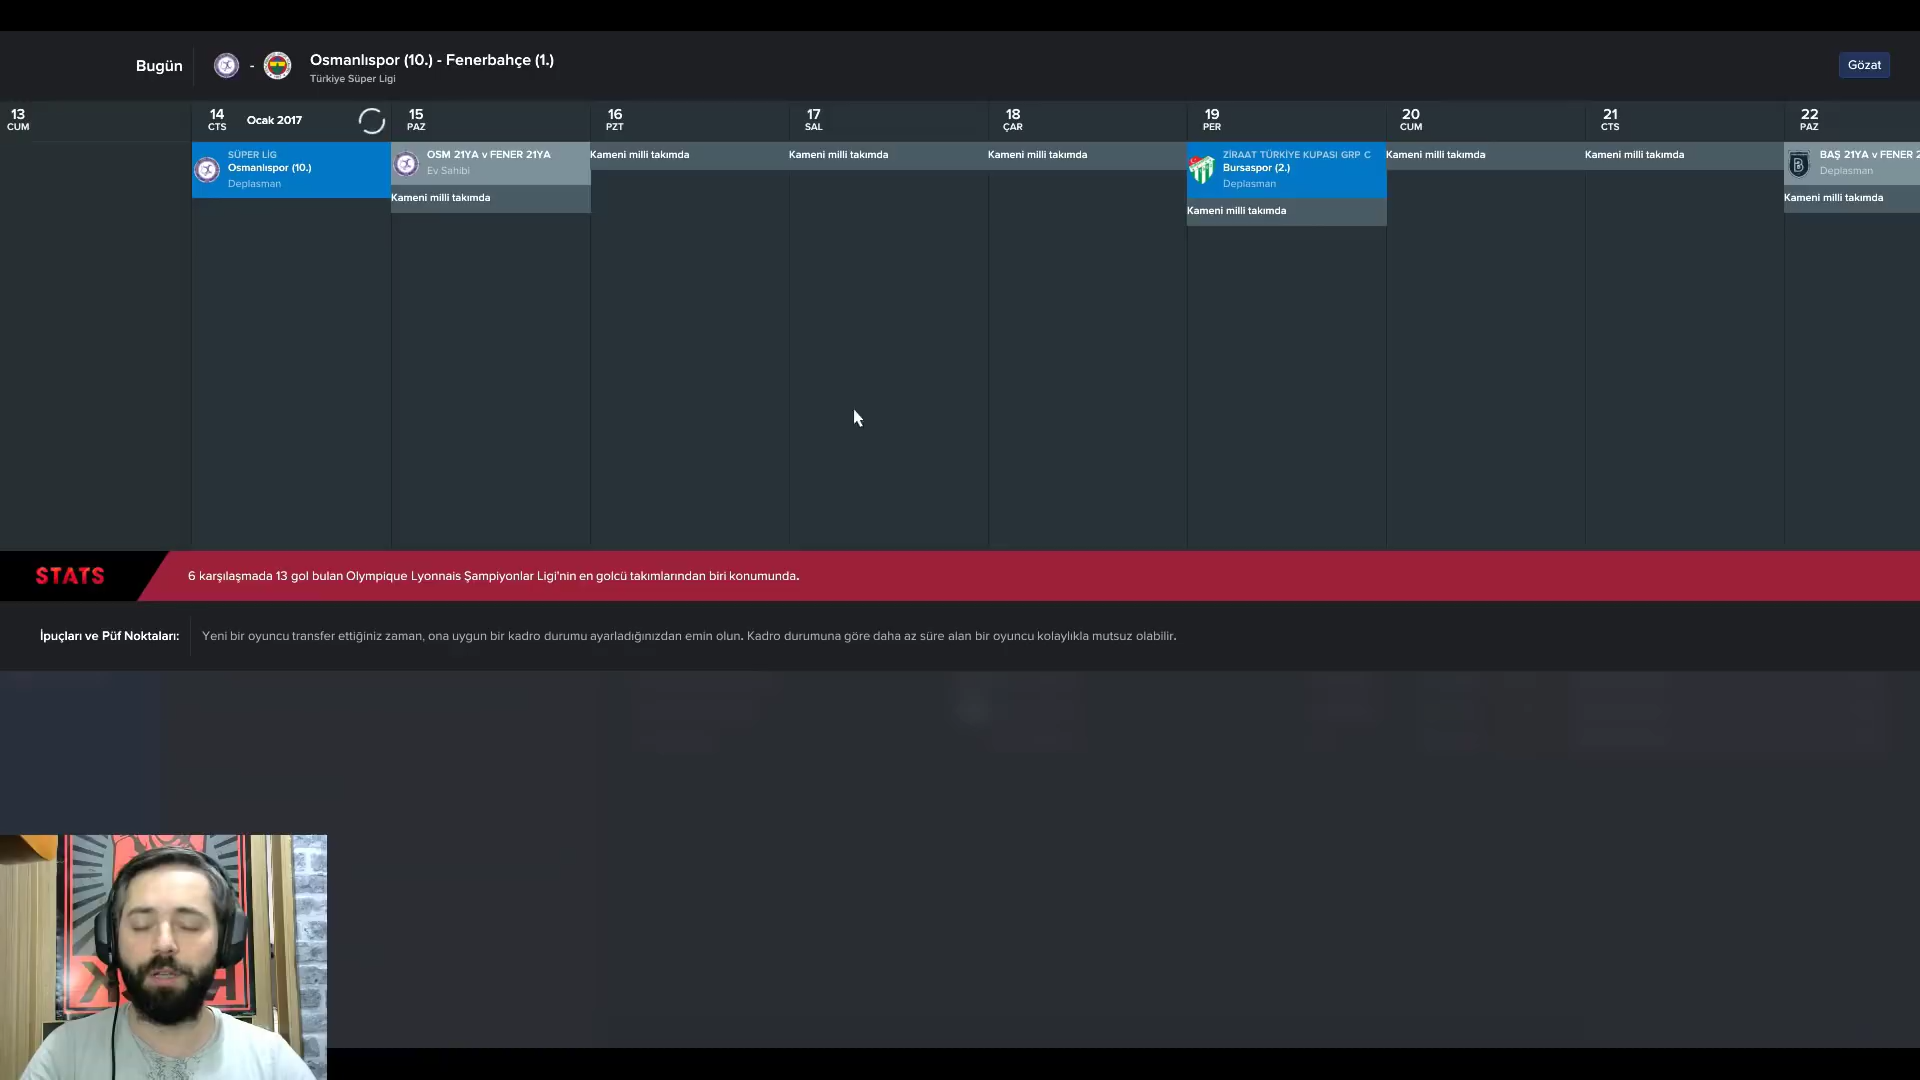 Bugün
-
Osmanlıspor (10.) - Fenerbahçe (1.)
Türkiye Süper Ligi
Gözat
13
CUM
14
CTS
Ocak 2017
15
PAZ
16
PZT
17
SAL
18
ÇAR
19
PER
20
CUM
21
CTS
22
PAZ
SÜPER LİG
Osmanlıspor (10.)
Deplasman
OSM 21YA v FENER 21YA
Ev Sahibi
Kameni milli takımda
Kameni milli takımda
Kameni milli takımda
Kameni milli takımda
ZİRAAT TÜRKİYE KUPASI GRP C
Bursaspor (2.)
Deplasman
Kameni milli takımda
Kameni milli takımda
Kameni milli takımda
BAŞ 21YA v FENER 2
Deplasman
Kameni milli takımda
STATS
6 karşılaşmada 13 gol bulan Olympique Lyonnais Şampiyonlar Ligi'nin en golcü takımlarından biri konumunda.
İpuçları ve Püf Noktaları:
Yeni bir oyuncu transfer ettiğiniz zaman, ona uygun bir kadro durumu ayarladığınızdan emin olun. Kadro durumuna göre daha az süre alan bir oyuncu kolaylıkla mutsuz olabilir.